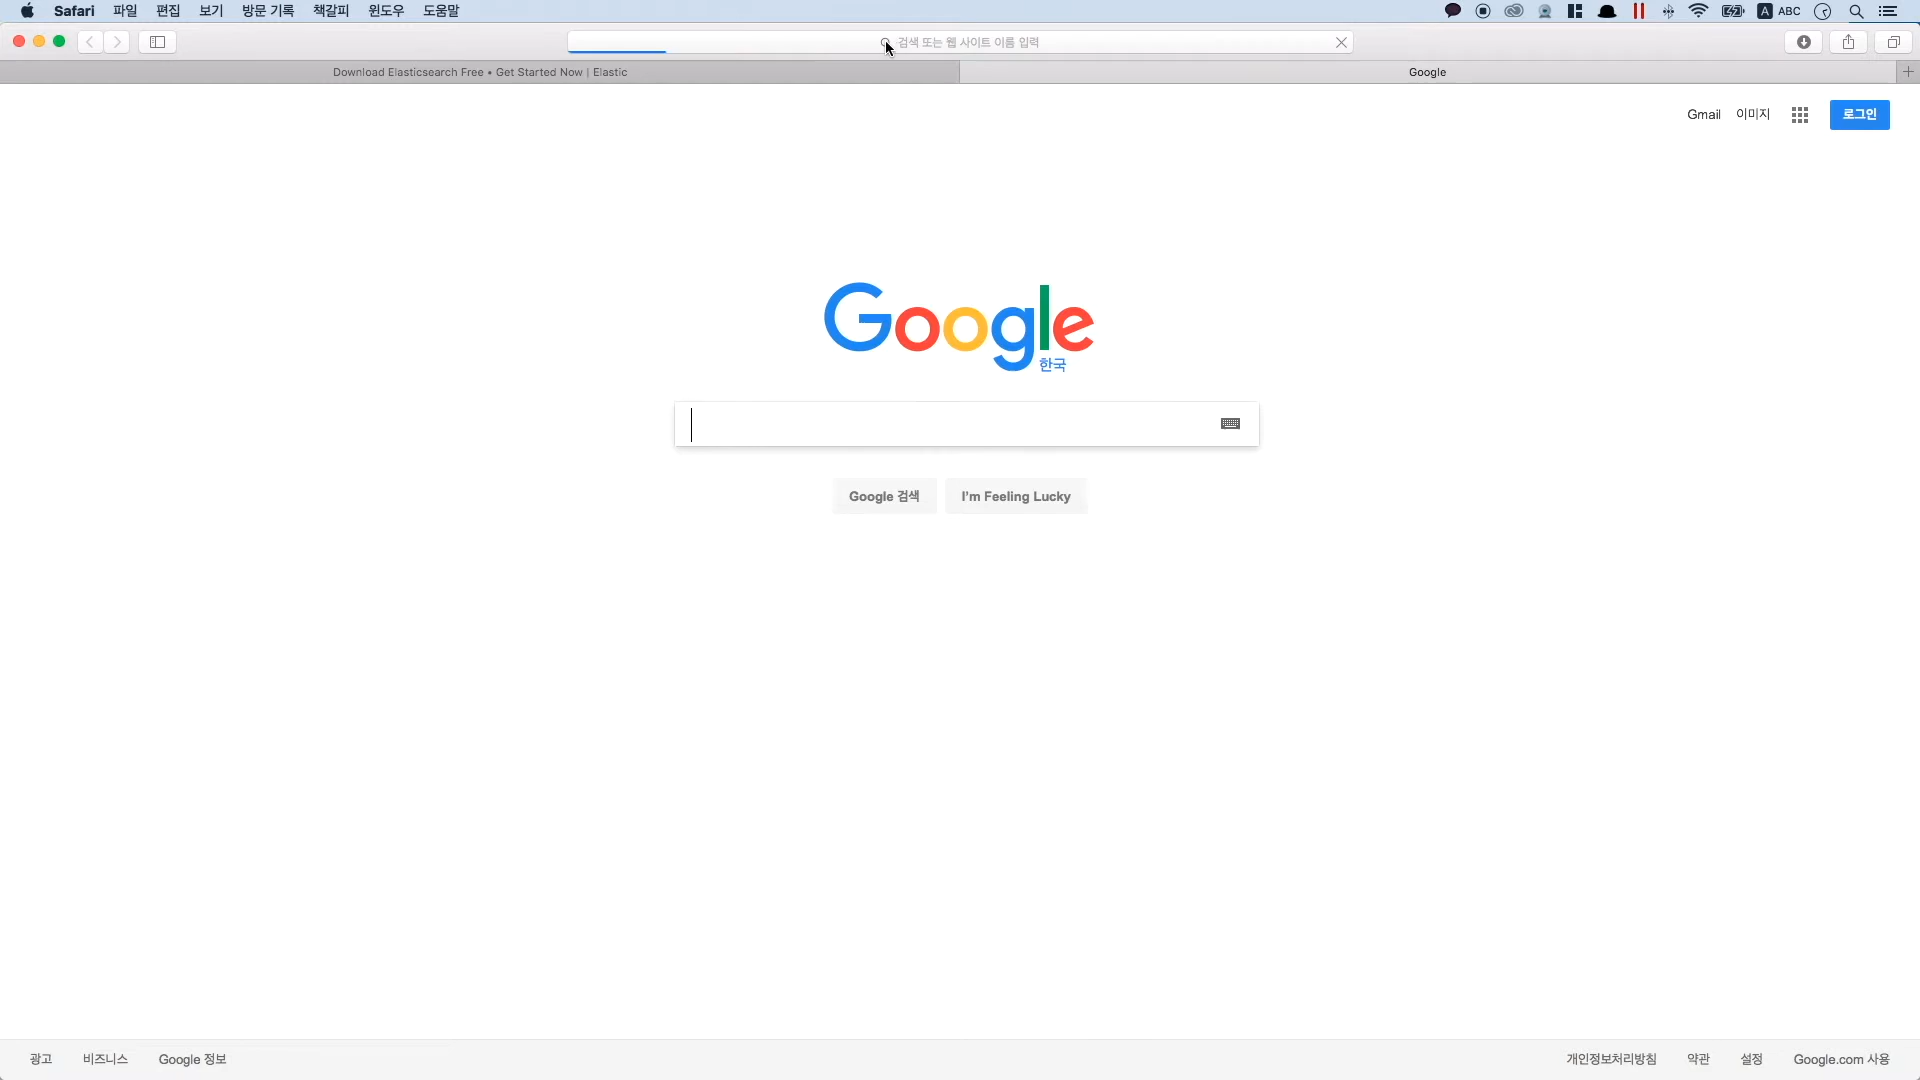 Safari 파일 편집 보기 방문 기록 책갈피 윈도우 도움말 A ABC
검색 또는 웹 사이트 이름 입력
Download Elasticsearch Free • Get Started Now | Elastic Google
Gmail 이미지 로그인
Google
한국
Google 검색 I'm Feeling Lucky
광고 비즈니스 Google 정보 개인정보처리방침 약관 설정 Google.com 사용